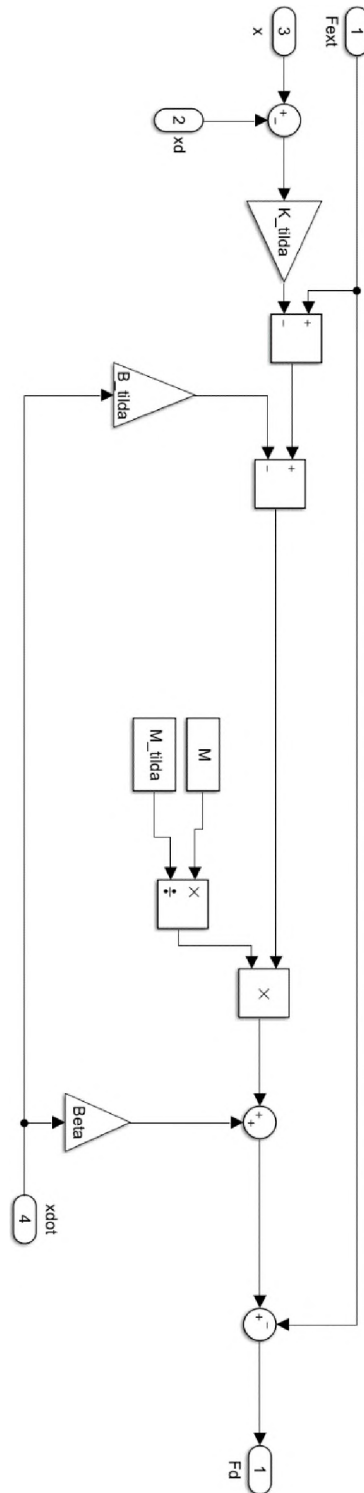 1
Fext
3
x
+
−
2
xd
K_tilda
+
−
B_tilda
+
−
M
M_tilda
×
÷
×
+
+
Beta
4
xdot
+
−
1
Fd